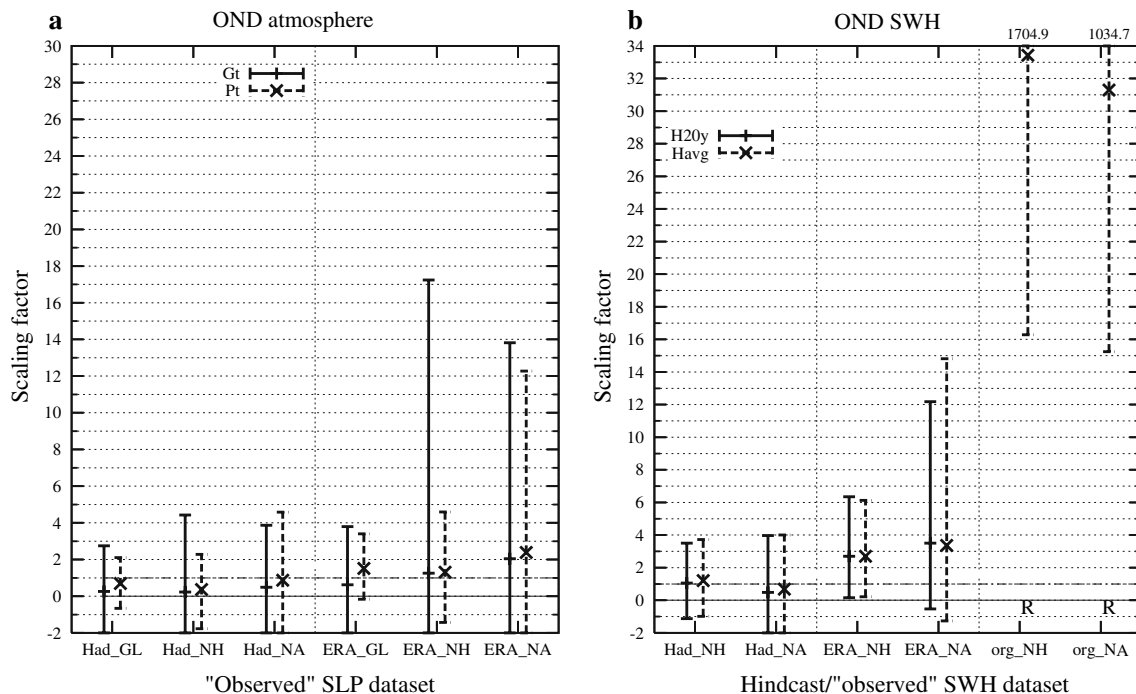 a OND atmosphere
30
28
26
24
22
20
18
16
14
12
10
8
6
4
2
0
-2
Scaling factor
Gt
Pt
Had_GL Had_NH Had_NA ERA_GL ERA_NH ERA_NA
"Observed" SLP dataset
b OND SWH
1704.9 1034.7
34
32
30
28
26
24
22
20
18
16
14
12
10
8
6
4
2
0
-2
Scaling factor
H20y
Havg
R R
Had_NH Had_NA ERA_NH ERA_NA org_NH org_NA
Hindcast/"observed" SWH dataset